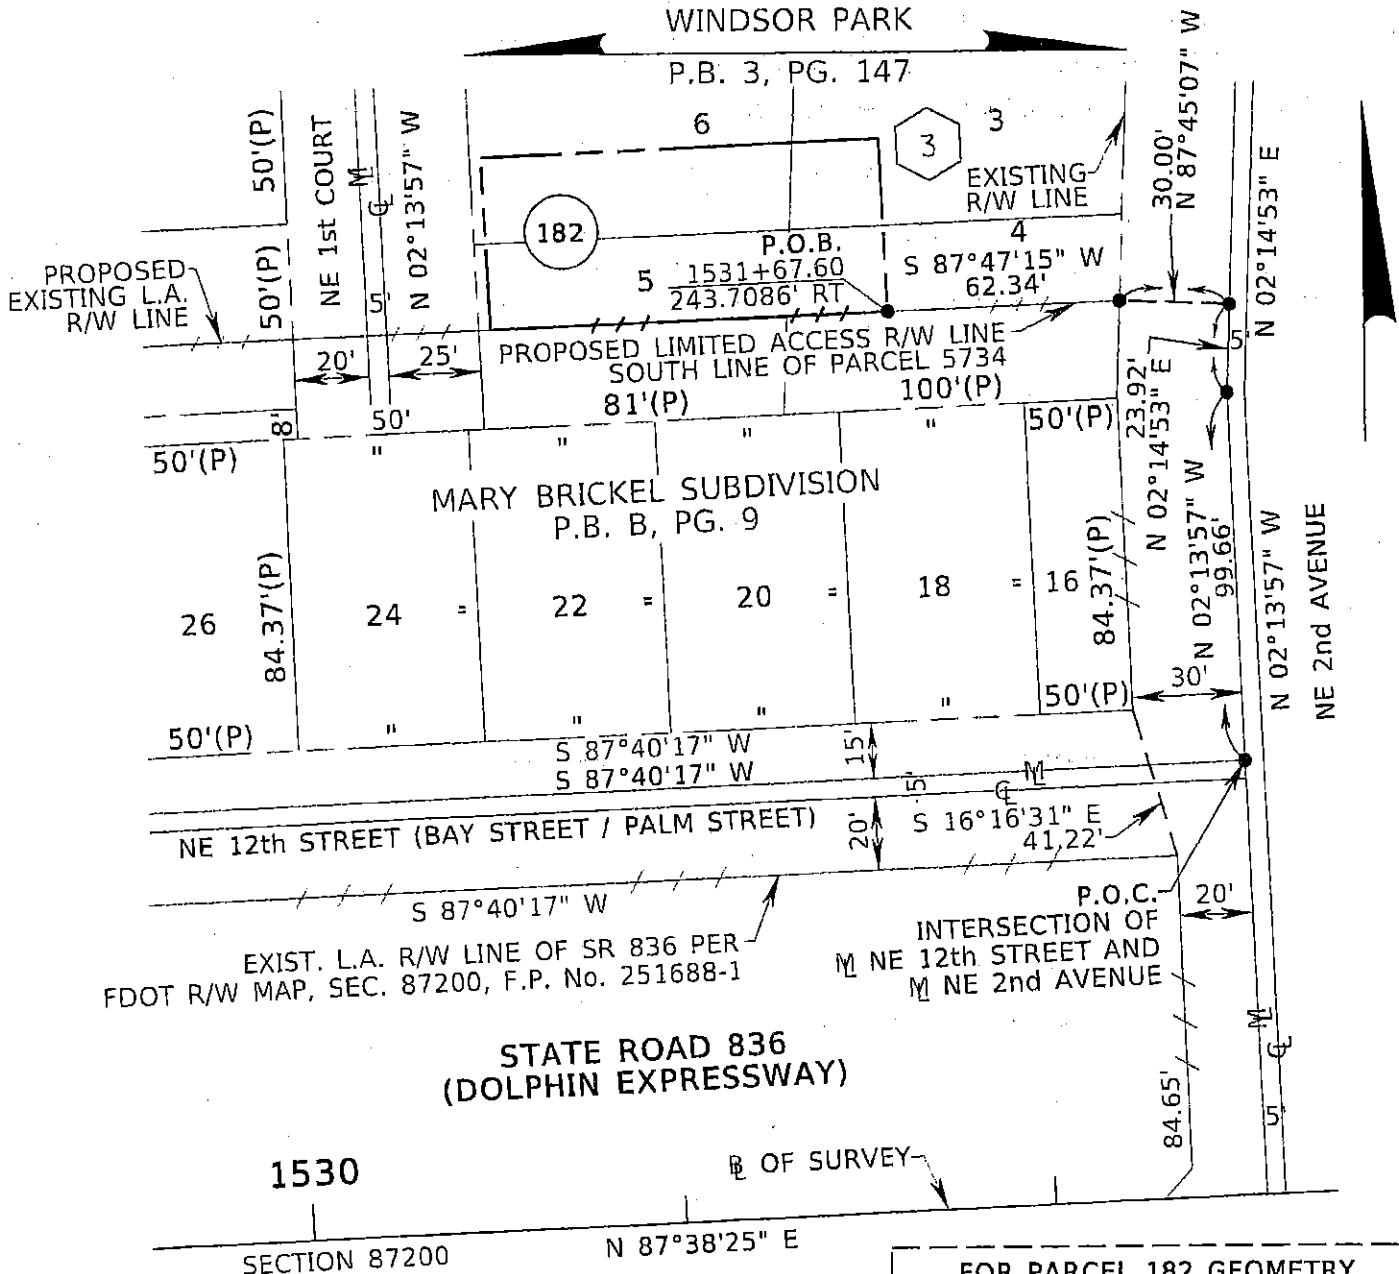 WINDSOR PARK
P.B. 3, PG. 147
6
3
3
50'(P)
NE 1st COURT
M̲L
C̲L
N 02°13'57" W
EXISTING
R/W LINE
30.00'
N 87°45'07" W
N 02°14'53" E
182
P.O.B.
1531+67.60
243.7086' RT
5
4
S 87°47'15" W
62.34'
PROPOSED
EXISTING L.A.
R/W LINE
50'(P)
5'
20'
25'
PROPOSED LIMITED ACCESS R/W LINE
SOUTH LINE OF PARCEL 5734
5'
23.92'
N 02°14'53" E
81'(P)
100'(P)
8'
50'
50'(P)
50'(P)
"
"
"
"
MARY BRICKEL SUBDIVISION
P.B. B, PG. 9
84.37'(P)
26
24
=
22
=
20
=
18
=
16
84.37'(P)
N 02°13'57" W
99.66'
N 02°13'57" W
NE 2nd AVENUE
30'
50'(P)
50'(P)
"
"
"
"
S 87°40'17" W
S 87°40'17" W
15'
5'
C̲L
M̲L
NE 12th STREET (BAY STREET / PALM STREET)
20'
S 16°16'31" E
41.22'
S 87°40'17" W
P.O.C.
INTERSECTION OF
M̲L NE 12th STREET AND
M̲L NE 2nd AVENUE
20'
EXIST. L.A. R/W LINE OF SR 836 PER
FDOT R/W MAP, SEC. 87200, F.P. No. 251688-1
STATE ROAD 836
(DOLPHIN EXPRESSWAY)
M̲L
C̲L
84.65'
5'
1530
B̲L OF SURVEY
SECTION 87200
N 87°38'25" E
FOR PARCEL 182 GEOMETRY